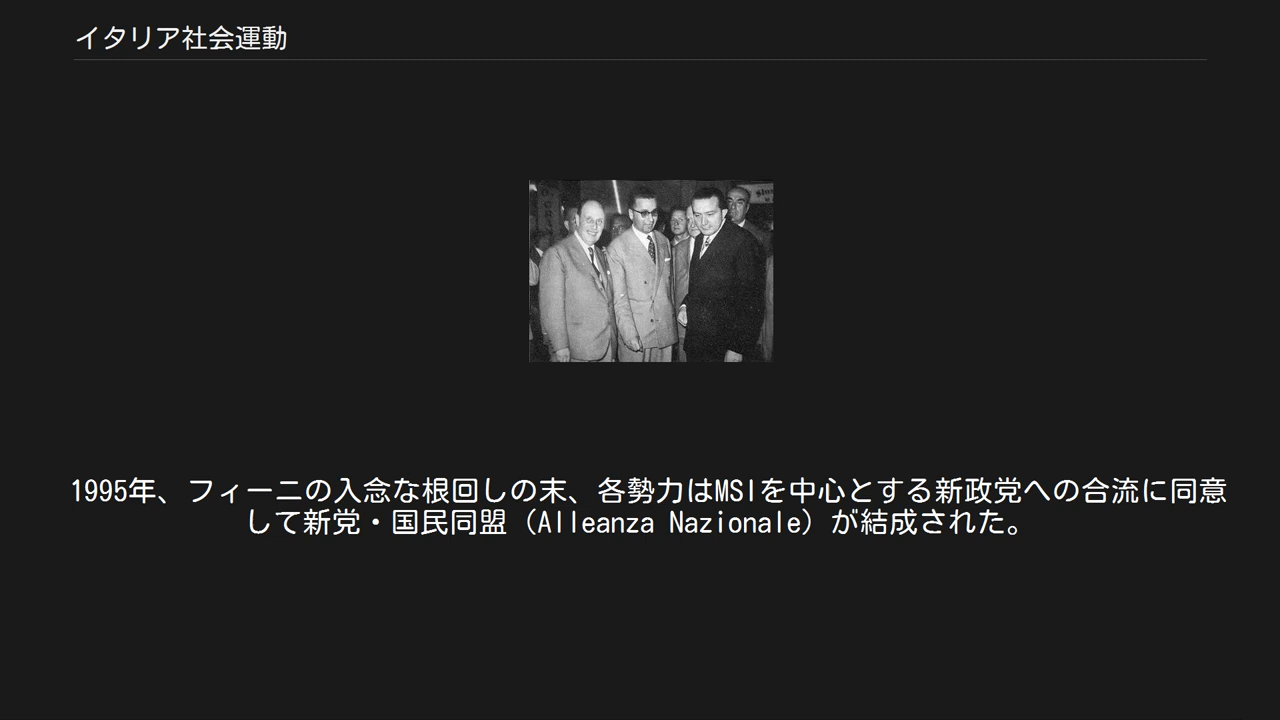 イタリア社会運動
1995年、フィーニの入念な根回しの末、各勢力はMSIを中心とする新政党への合流に同意
して新党・国民同盟（Alleanza Nazionale）が結成された。